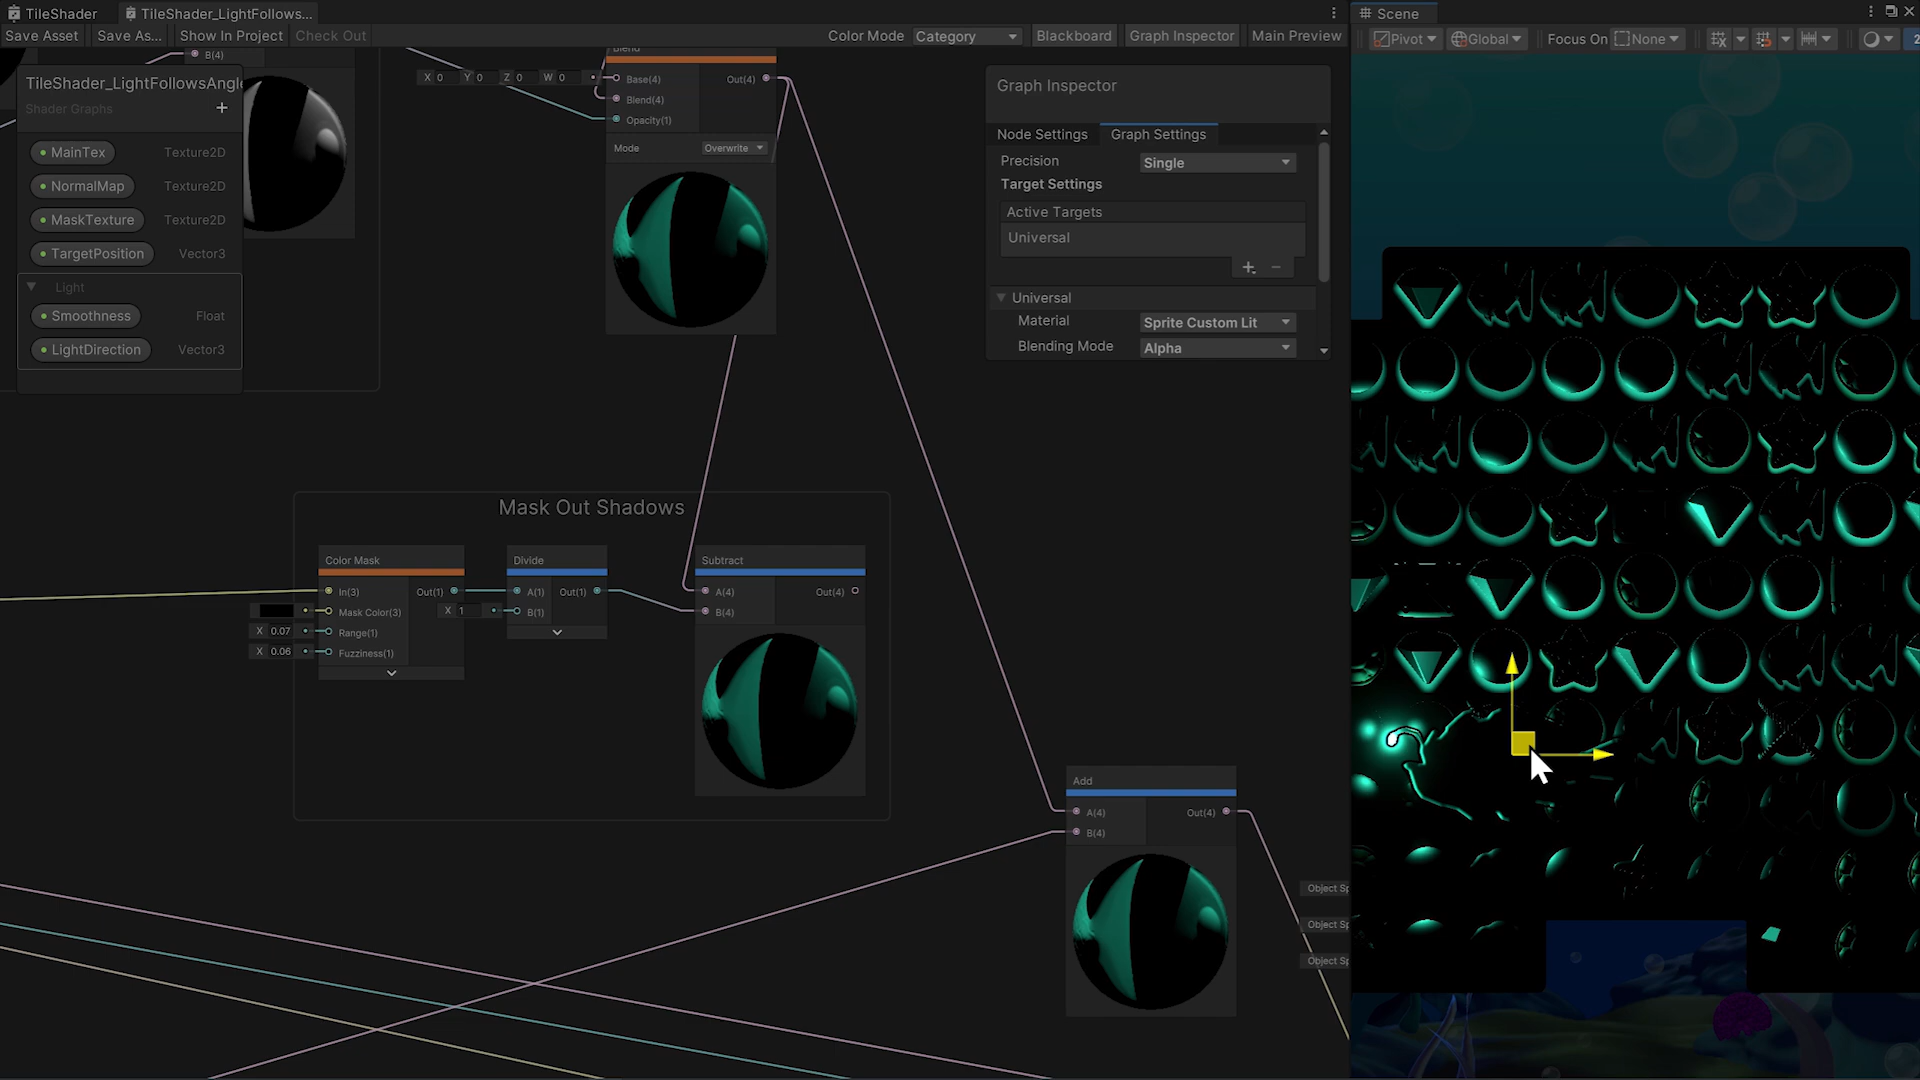 TileShader
TileShader_LightFollows...
Save Asset
Save As...
Show In Project
Check Out
Color Mode
Category
Blackboard
Graph Inspector
Main Preview
TileShader_LightFollowsAngle
Shader Graphs
+
MainTex Texture2D
NormalMap Texture2D
MaskTexture Texture2D
TargetPosition Vector3
Light
Smoothness Float
LightDirection Vector3
B(4)
X 0 Y 0 Z 0 W 0
Blend
Base(4) Out(4)
Blend(4)
Opacity(1)
Mode Overwrite
Mask Out Shadows
Color Mask
In(3) Out(1)
Mask Color(3)
X 0.07 Range(1)
X 0.06 Fuzziness(1)
Divide
A(1) Out(1)
X 1 B(1)
Subtract
A(4) Out(4)
B(4)
Add
A(4) Out(4)
B(4)
Object Sp
Object Sp
Object Sp
Graph Inspector
Node Settings
Graph Settings
Precision Single
Target Settings
Active Targets
Universal
+ −
Universal
Material Sprite Custom Lit
Blending Mode Alpha
Scene
Pivot
Global
Focus On
None
2